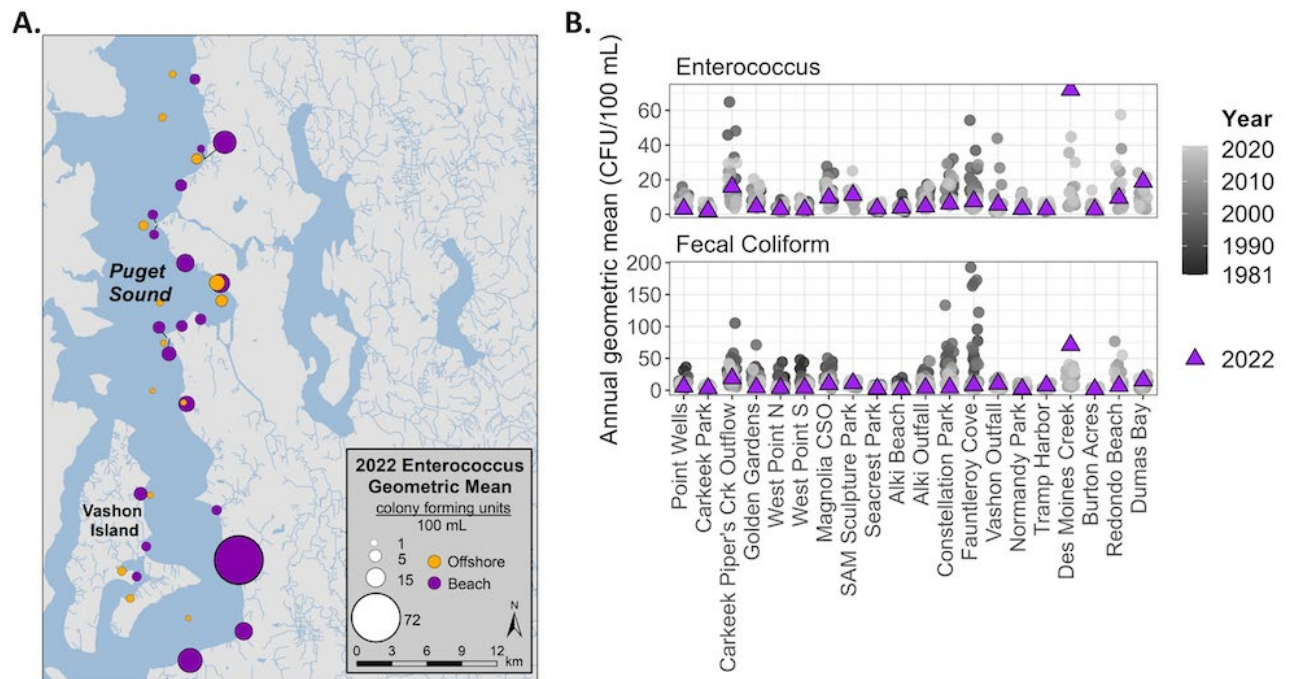 A.
Puget
Sound
Vashon
Island
2022 Enterococcus
Geometric Mean
colony forming units
100 mL
1
5
15
72
Offshore
Beach
N
0 3 6 9 12
km
B.
Enterococcus
60
40
20
0
Fecal Coliform
200
150
100
50
0
Annual geometric mean (CFU/100 mL)
Point Wells
Carkeek Park
Carkeek Piper's Crk Outflow
Golden Gardens
West Point N
West Point S
Magnolia CSO
SAM Sculpture Park
Seacrest Park
Alki Beach
Alki Outfall
Constellation Park
Fauntleroy Cove
Vashon Outfall
Normandy Park
Tramp Harbor
Des Moines Creek
Burton Acres
Redondo Beach
Dumas Bay
Year
2020
2010
2000
1990
1981
2022